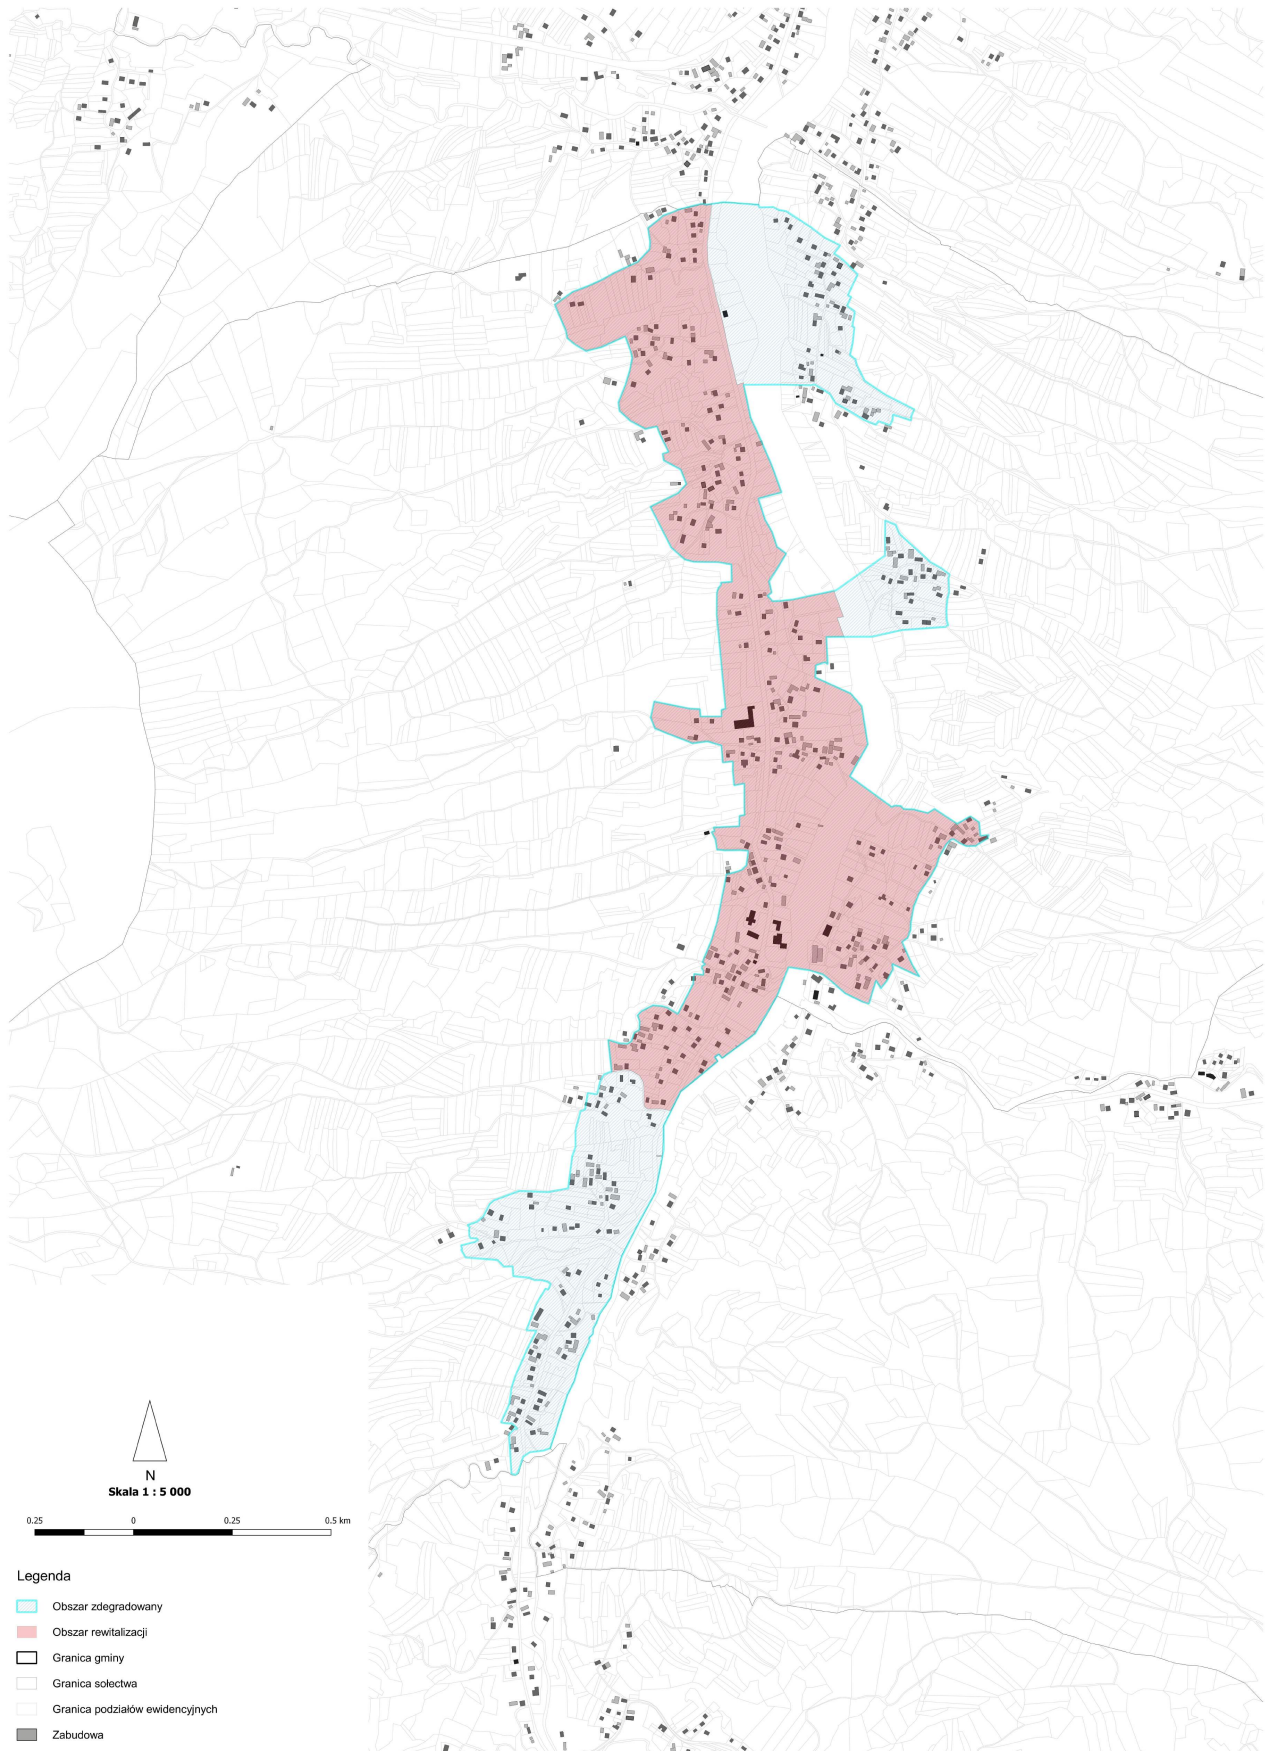 N
Skala 1 : 5 000
0.25 0 0.25 0.5 km
Legenda
Obszar zdegradowany
Obszar rewitalizacji
Granica gminy
Granica sołectwa
Granica podziałów ewidencyjnych
Zabudowa